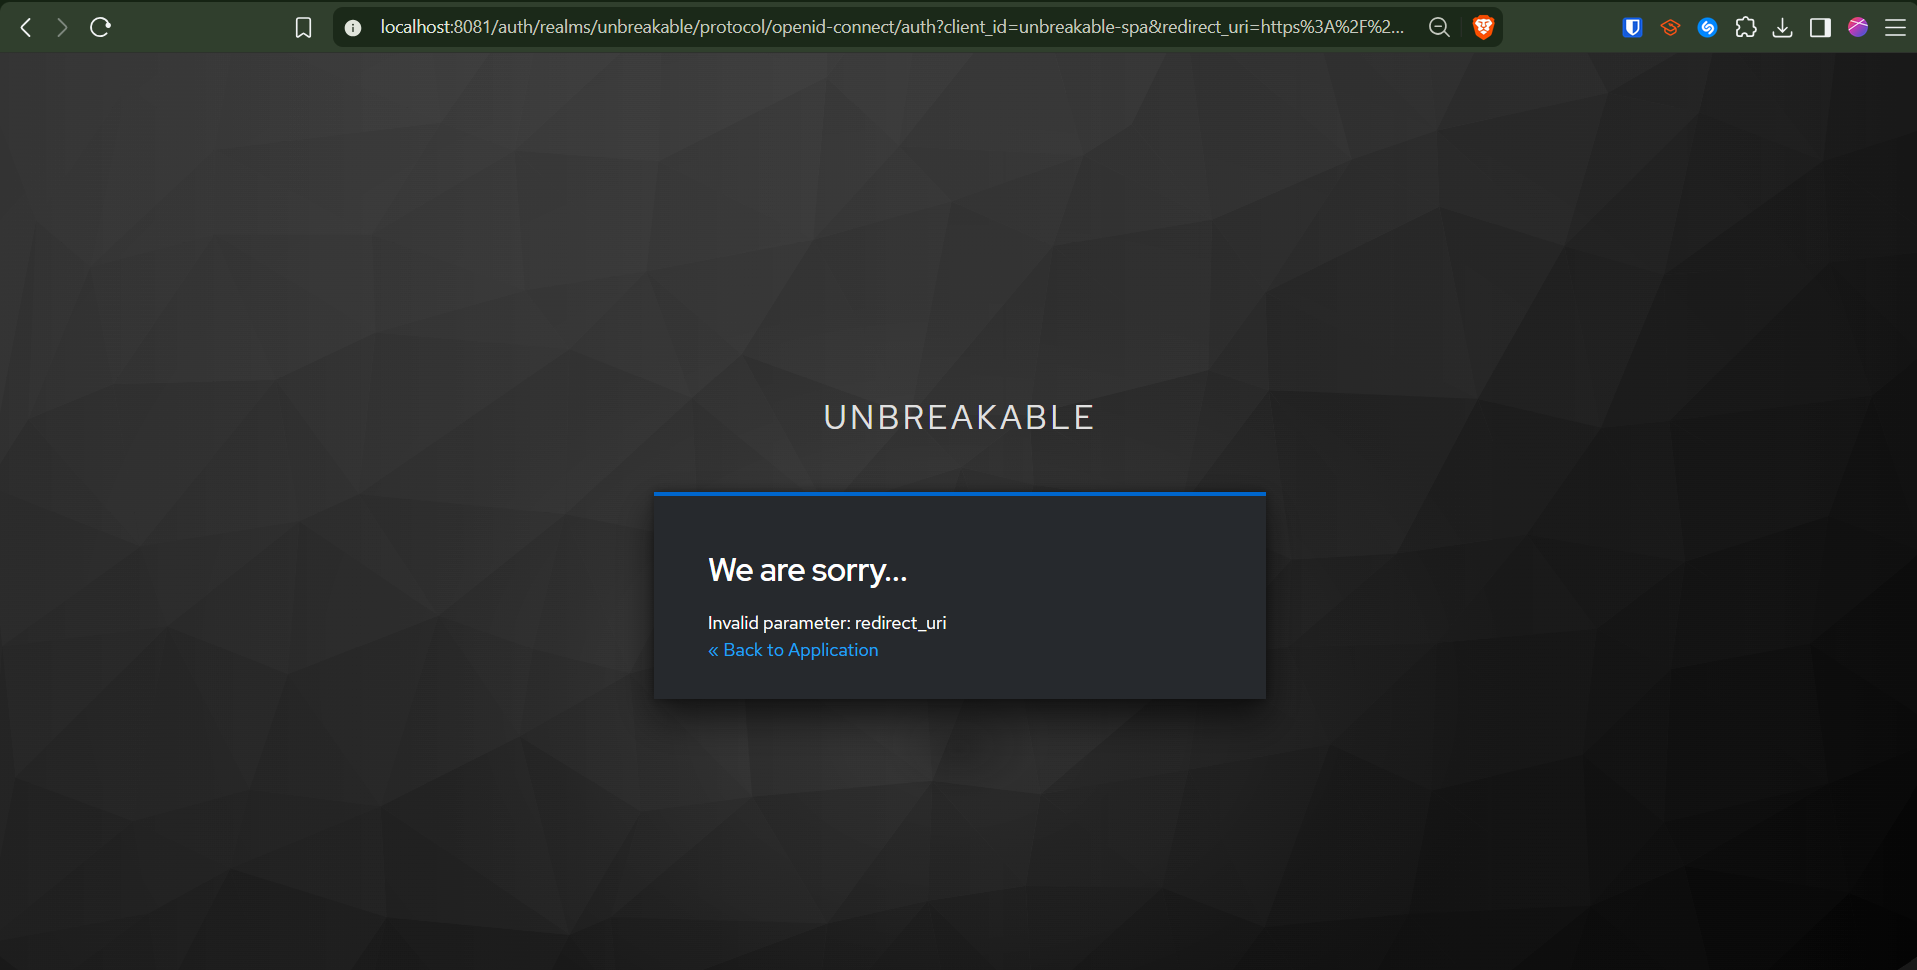 localhost:8081/auth/realms/unbreakable/protocol/openid-connect/auth?client_id=unbreakable-spa&redirect_uri=https%3A%2F%2...
UNBREAKABLE
We are sorry...
Invalid parameter: redirect_uri
« Back to Application